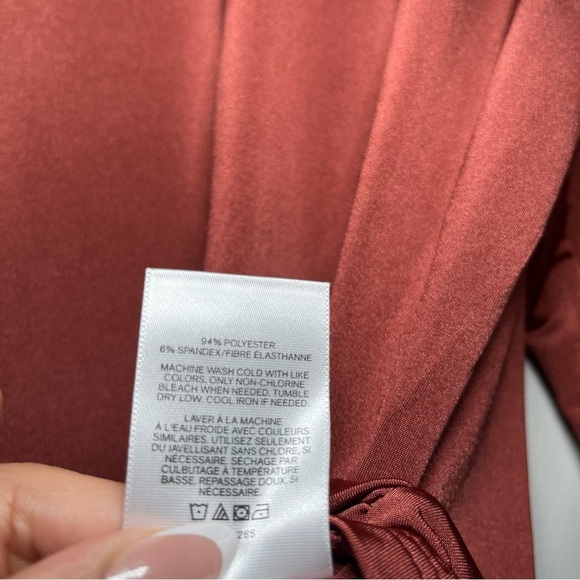 94% POLYESTER
6% SPANDEX/FIBRE ÉLASTHANNE
MACHINE WASH COLD WITH LIKE
COLORS. ONLY NON-CHLORINE
BLEACH WHEN NEEDED. TUMBLE
DRY LOW. COOL IRON IF NEEDED.
LAVER À LA MACHINE
À L'EAU FROIDE AVEC COULEURS
SIMILAIRES. UTILISEZ SEULEMENT
DU JAVELLISANT SANS CHLORE, SI
NÉCESSAIRE. SÉCHAGE PAR
CULBUTAGE À TEMPÉRATURE
BASSE. REPASSAGE DOUX, SI
NÉCESSAIRE.
265